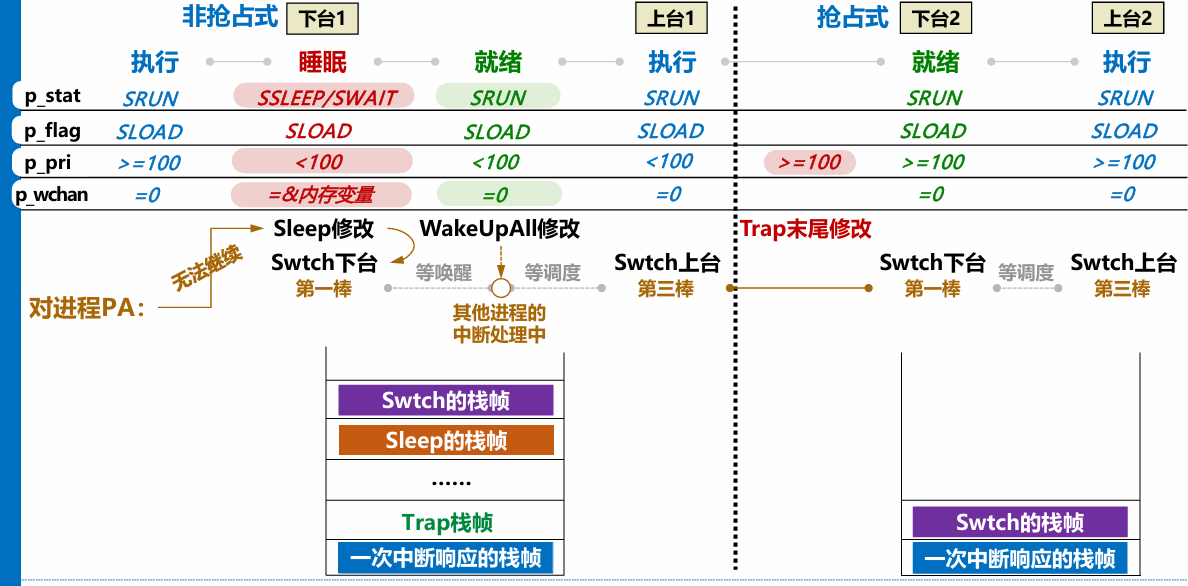 非抢占式 下台1 上台1 抢占式 下台2 上台2
执行 睡眠 就绪 执行 就绪 执行
p_stat SRUN SSLEEP/SWAIT SRUN SRUN SRUN SRUN
p_flag SLOAD SLOAD SLOAD SLOAD SLOAD SLOAD
p_pri >=100 <100 <100 <100 >=100 >=100 >=100
p_wchan =0 =&内存变量 =0 =0 =0 =0
Sleep修改 WakeUpAll修改 Trap末尾修改
无法继续 Swtch下台 等唤醒 等调度 Swtch上台 Swtch下台 等调度 Swtch上台
第一棒 第三棒 第一棒 第三棒
对进程PA：
其他进程的
中断处理中
Swtch的栈帧
Sleep的栈帧
……
Trap栈帧
一次中断响应的栈帧
Swtch的栈帧
一次中断响应的栈帧